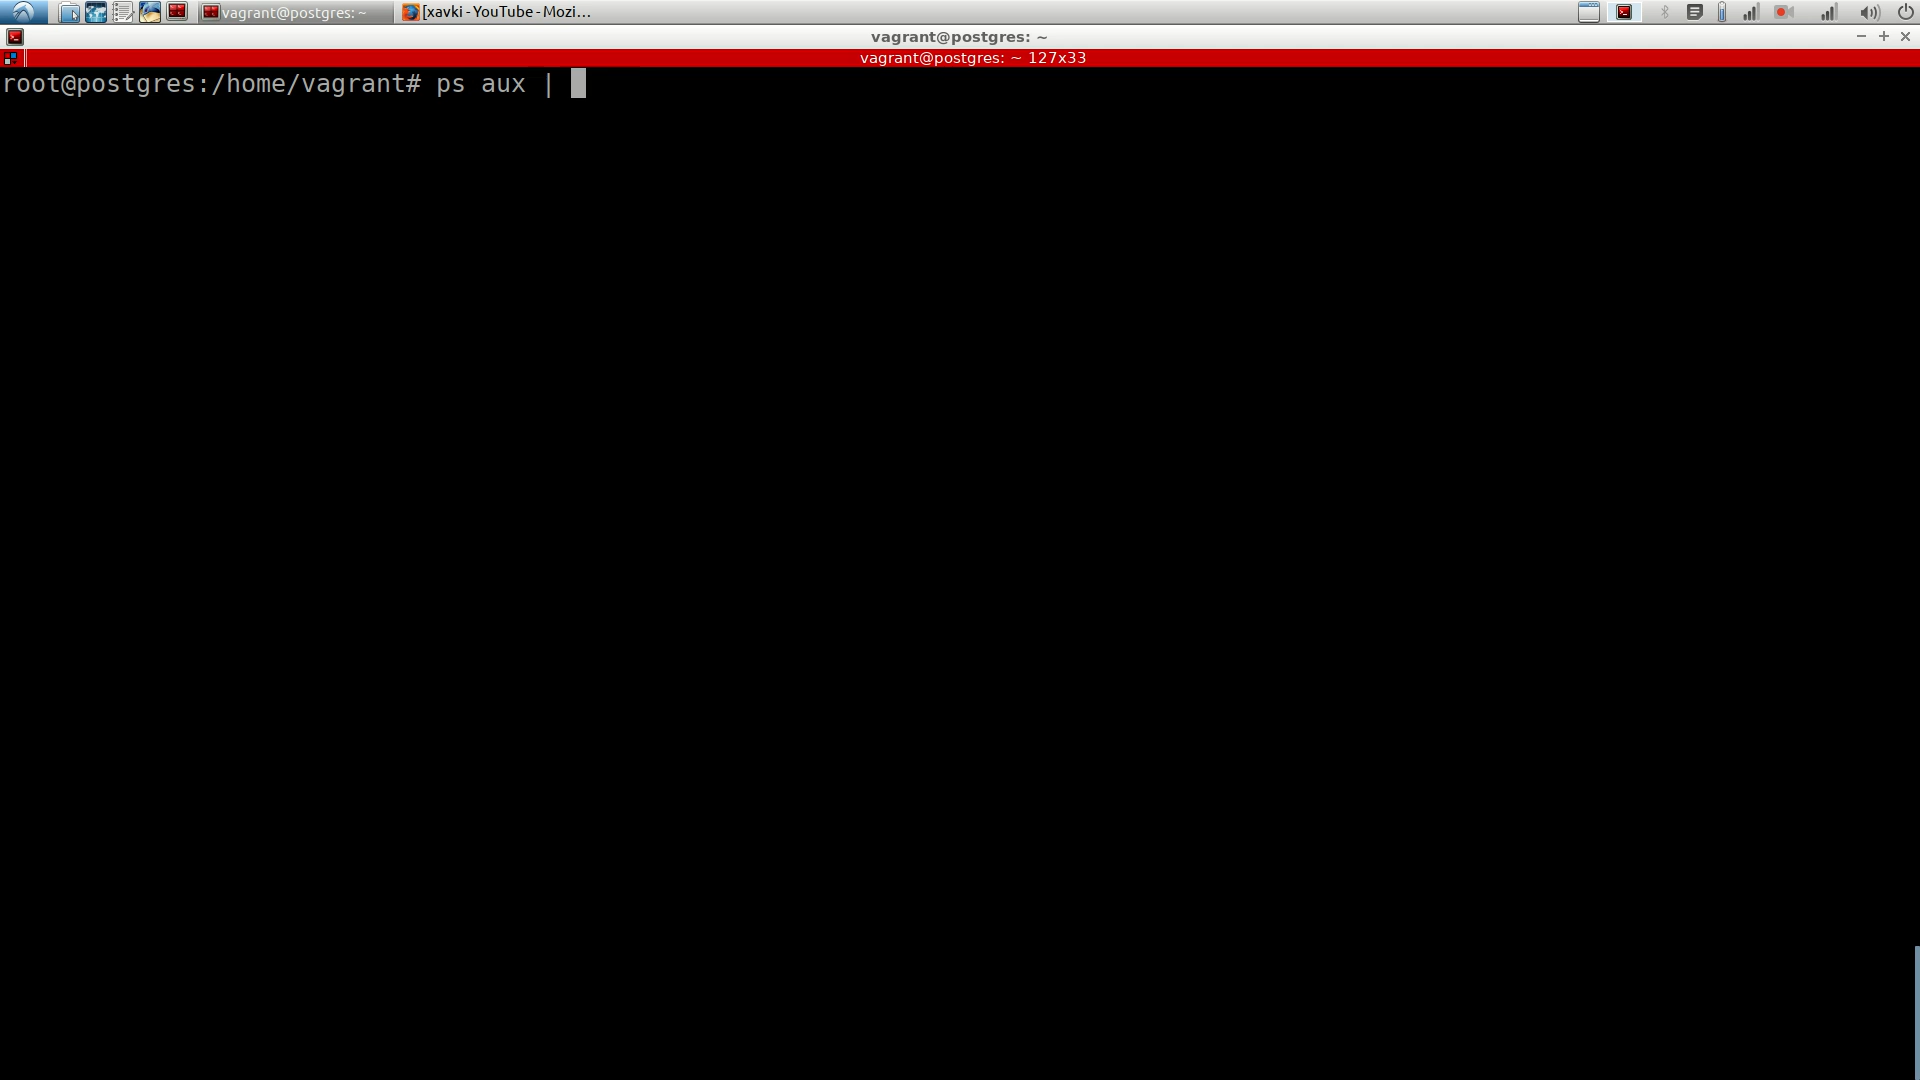 vagrant@postgres: ~
[xavki - YouTube - Mozi...
vagrant@postgres: ~
vagrant@postgres: ~ 127x33
root@postgres:/home/vagrant# ps aux |